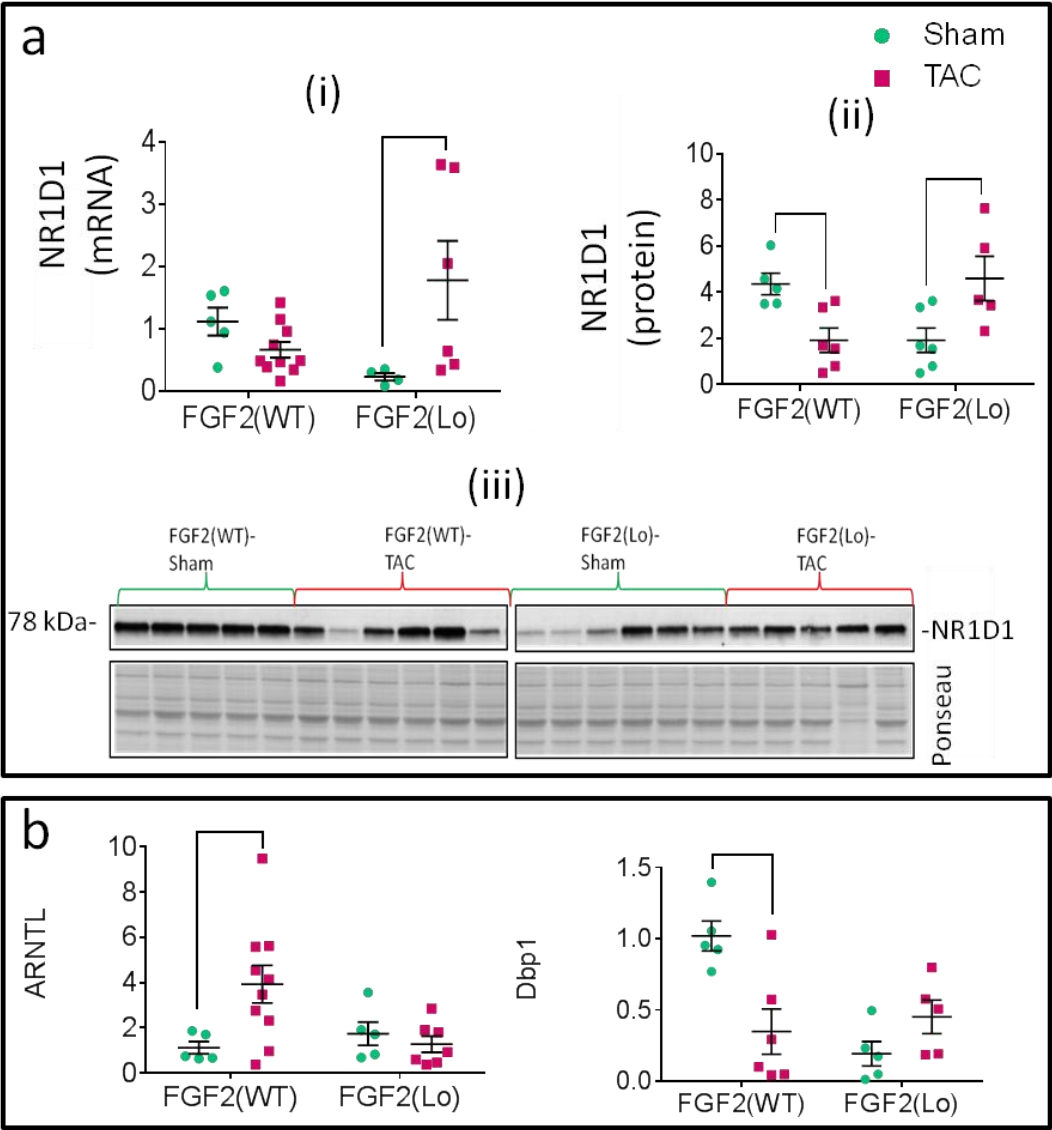 a
Sham
TAC
(i)
(ii)
NR1D1
(mRNA)
4
3
2
1
0
FGF2(WT) FGF2(Lo)
NR1D1
(protein)
10
8
6
4
2
0
FGF2(WT) FGF2(Lo)
(iii)
FGF2(WT)-
Sham
FGF2(WT)-
TAC
FGF2(Lo)-
Sham
FGF2(Lo)-
TAC
78 kDa-
-NR1D1
Ponseau
b
ARNTL
10
8
6
4
2
0
FGF2(WT) FGF2(Lo)
Dbp1
1.5
1.0
0.5
0.0
FGF2(WT) FGF2(Lo)